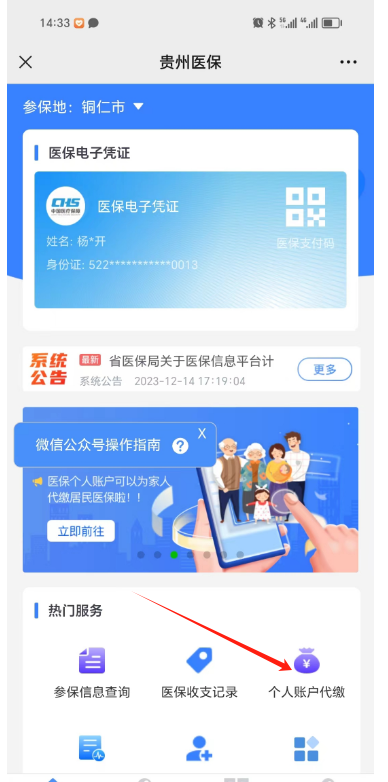 14:33
5G 4G
贵州医保
参保地：铜仁市
医保电子凭证
CHS
中国医疗保障
医保电子凭证
姓名: 杨*开
医保支付码
身份证: 522***********0013
系统公告
最新 省医保局关于医保信息平台计
系统公告 2023-12-14 17:19:04
更多
微信公众号操作指南 ? X
医保个人账户可以为家人
代缴居民医保啦！！
立即前往
热门服务
参保信息查询
医保收支记录
个人账户代缴